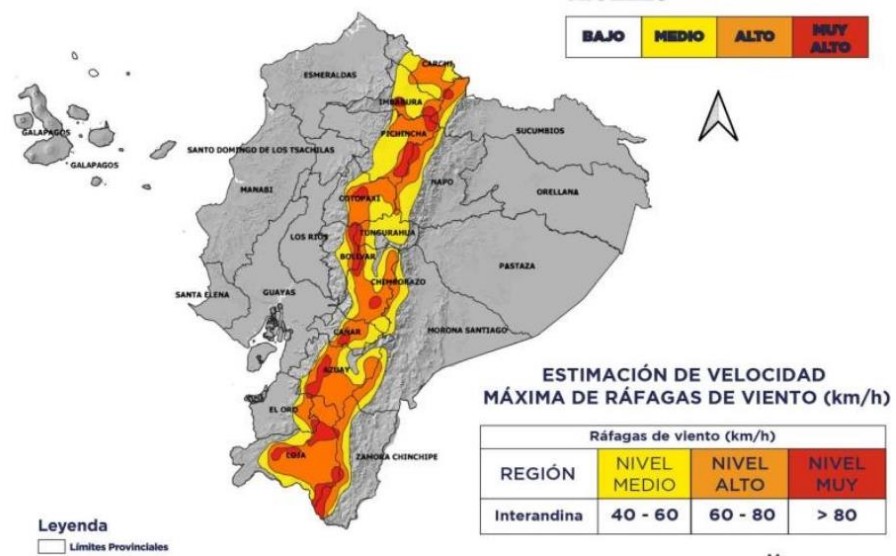 BAJO MEDIO ALTO MUY ALTO
CARCHI
ESMERALDAS
IMBABURA
GALAPAGOS
PICHINCHA
SUCUMBIOS
SANTO DOMINGO DE LOS TSACHILAS
GALAPAGOS
NAPO
MANABI
COTOPAXI
ORELLANA
LOS RIOS
TUNGURAHUA
BOLIVAR
PASTAZA
CHIMBORAZO
SANTA ELENA
GUAYAS
MORONA SANTIAGO
CAÑAR
AZUAY
EL ORO
LOJA
ZAMORA CHINCHIPE
ESTIMACIÓN DE VELOCIDAD
MÁXIMA DE RÁFAGAS DE VIENTO (km/h)
Ráfagas de viento (km/h)
REGIÓN NIVEL MEDIO NIVEL ALTO NIVEL MUY
Interandina 40 - 60 60 - 80 > 80
Leyenda
Límites Provinciales